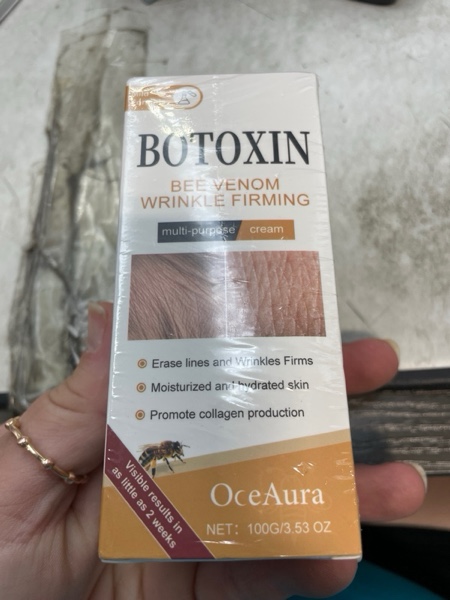 BOTOXIN
BEE VENOM
WRINKLE FIRMING
multi-purpose cream
Erase lines and Wrinkles Firms
Moisturized and hydrated skin
Promote collagen production
Visible results in
as little as 2 weeks
OceAura
NET: 100G/3.53 OZ